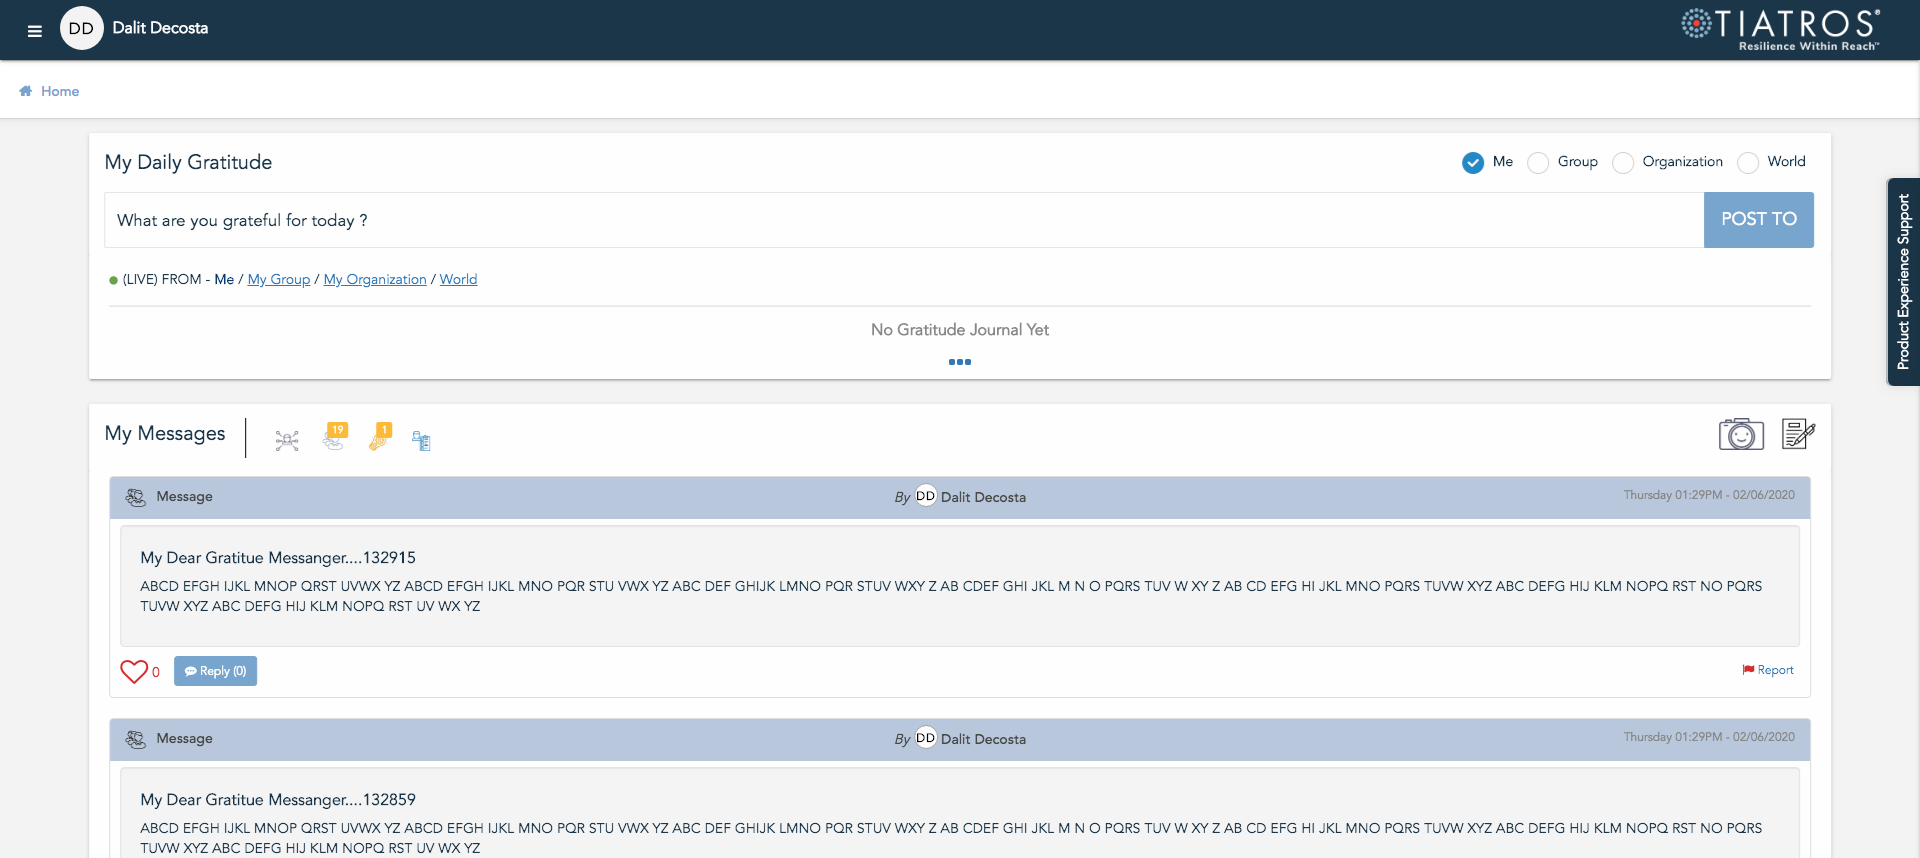 DD Dalit Decosta
TIATROS®
Resilience Within Reach™
Home
My Daily Gratitude
Me Group Organization World
What are you grateful for today ?
POST TO
(LIVE) FROM - Me / My Group / My Organization / World
No Gratitude Journal Yet
Product Experience Support
My Messages
19
1
Message By DD Dalit Decosta Thursday 01:29PM - 02/06/2020
My Dear Gratitue Messanger....132915
ABCD EFGH IJKL MNOP QRST UVWX YZ ABCD EFGH IJKL MNO PQR STU VWX YZ ABC DEF GHIJK LMNO PQR STUV WXY Z AB CDEF GHI JKL M N O PQRS TUV W XY Z AB CD EFG HI JKL MNO PQRS TUVW XYZ ABC DEFG HIJ KLM NOPQ RST NO PQRS
TUVW XYZ ABC DEFG HIJ KLM NOPQ RST UV WX YZ
0 Reply (0) Report
Message By DD Dalit Decosta Thursday 01:29PM - 02/06/2020
My Dear Gratitue Messanger....132859
ABCD EFGH IJKL MNOP QRST UVWX YZ ABCD EFGH IJKL MNO PQR STU VWX YZ ABC DEF GHIJK LMNO PQR STUV WXY Z AB CDEF GHI JKL M N O PQRS TUV W XY Z AB CD EFG HI JKL MNO PQRS TUVW XYZ ABC DEFG HIJ KLM NOPQ RST NO PQRS
TUVW XYZ ABC DEFG HIJ KLM NOPQ RST UV WX YZ